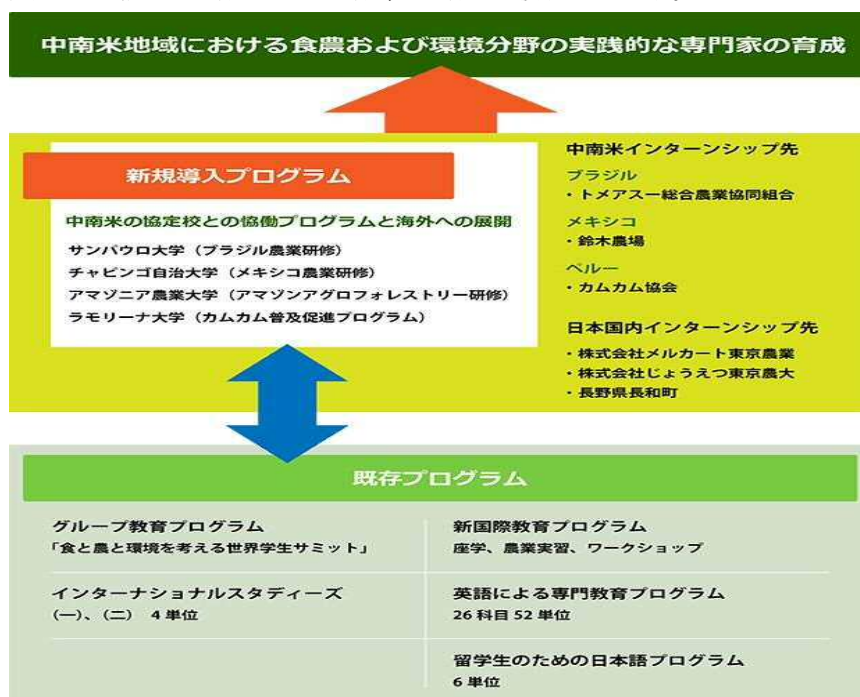 中南米地域における食農および環境分野の実践的な専門家の育成
新規導入プログラム
中南米の協定校との協働プログラムと海外への展開
サンパウロ大学（ブラジル農業研修）
チャピンゴ自治大学（メキシコ農業研修）
アマゾニア農業大学（アマゾンアグロフォレストリー研修）
ラモリーナ大学（カムカム普及促進プログラム）
中南米インターンシップ先
ブラジル
・トメアスー総合農業協同組合
メキシコ
・鈴木農場
ペルー
・カムカム協会
日本国内インターンシップ先
・株式会社メルカート東京農業
・株式会社じょうえつ東京農大
・長野県長和町
既存プログラム
グループ教育プログラム
「食と農と環境を考える世界学生サミット」
インターナショナルスタディーズ
（一）、（二） 4 単位
新国際教育プログラム
座学、農業実習、ワークショップ
英語による専門教育プログラム
26 科目 52 単位
留学生のための日本語プログラム
6 単位